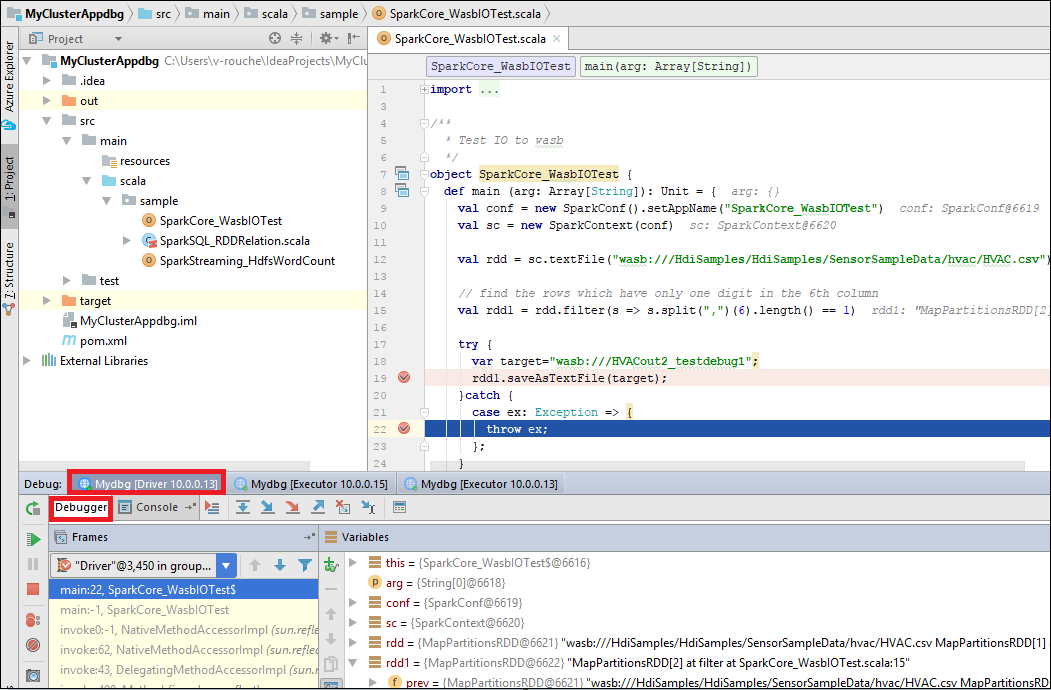 MyClusterAppdbg src main scala sample SparkCore_WasbIOTest.scala
Azure Explorer
1: Project
7: Structure
Project
MyClusterAppdbg C:\Users\v-rouche\IdeaProjects\MyCl
.idea
out
src
main
resources
scala
sample
SparkCore_WasbIOTest
SparkSQL_RDDRelation.scala
SparkStreaming_HdfsWordCount
test
target
MyClusterAppdbg.iml
pom.xml
External Libraries
SparkCore_WasbIOTest.scala
SparkCore_WasbIOTest main(arg: Array[String])
1 import ...
3
4 /**
5 * Test IO to wasb
6 */
7 object SparkCore_WasbIOTest {
8 def main (arg: Array[String]): Unit = { arg: {}
9 val conf = new SparkConf().setAppName("SparkCore_WasbIOTest") conf: SparkConf@6619
10 val sc = new SparkContext(conf) sc: SparkContext@6620
11
12 val rdd = sc.textFile("wasb:///HdiSamples/HdiSamples/SensorSampleData/hvac/HVAC.csv")
13
14 // find the rows which have only one digit in the 6th column
15 val rdd1 = rdd.filter(s => s.split(",")(6).length() == 1) rdd1: "MapPartitionsRDD[2]
16
17 try {
18 var target="wasb:///HVACout2_testdebug1";
19 rdd1.saveAsTextFile(target);
20 }catch {
21 case ex: Exception => {
22 throw ex;
23 };
24 }
Debug: Mydbg [Driver 10.0.0.13] Mydbg [Executor 10.0.0.15] Mydbg [Executor 10.0.0.13]
Debugger Console
Frames
"Driver"@3,450 in group...
main:22, SparkCore_WasbIOTest$
main:-1, SparkCore_WasbIOTest
invoke0:-1, NativeMethodAccessorImpl (sun.refle
invoke:62, NativeMethodAccessorImpl (sun.reflec
invoke:43, DelegatingMethodAccessorImpl (sun.
Variables
this = {SparkCore_WasbIOTest$@6616}
arg = {String[0]@6618}
conf = {SparkConf@6619}
sc = {SparkContext@6620}
rdd = {MapPartitionsRDD@6621} "wasb:///HdiSamples/HdiSamples/SensorSampleData/hvac/HVAC.csv MapPartitionsRDD[1]
rdd1 = {MapPartitionsRDD@6622} "MapPartitionsRDD[2] at filter at SparkCore_WasbIOTest.scala:15"
prev = {MapPartitionsRDD@6621} "wasb:///HdiSamples/HdiSamples/SensorSampleData/hvac/HVAC.csv MapPartitionsRD